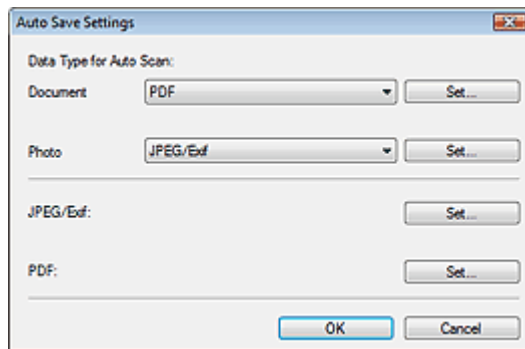 Auto Save Settings
Data Type for Auto Scan:
Document PDF Set...
Photo JPEG/Exif Set...
JPEG/Exif: Set...
PDF: Set...
OK Cancel